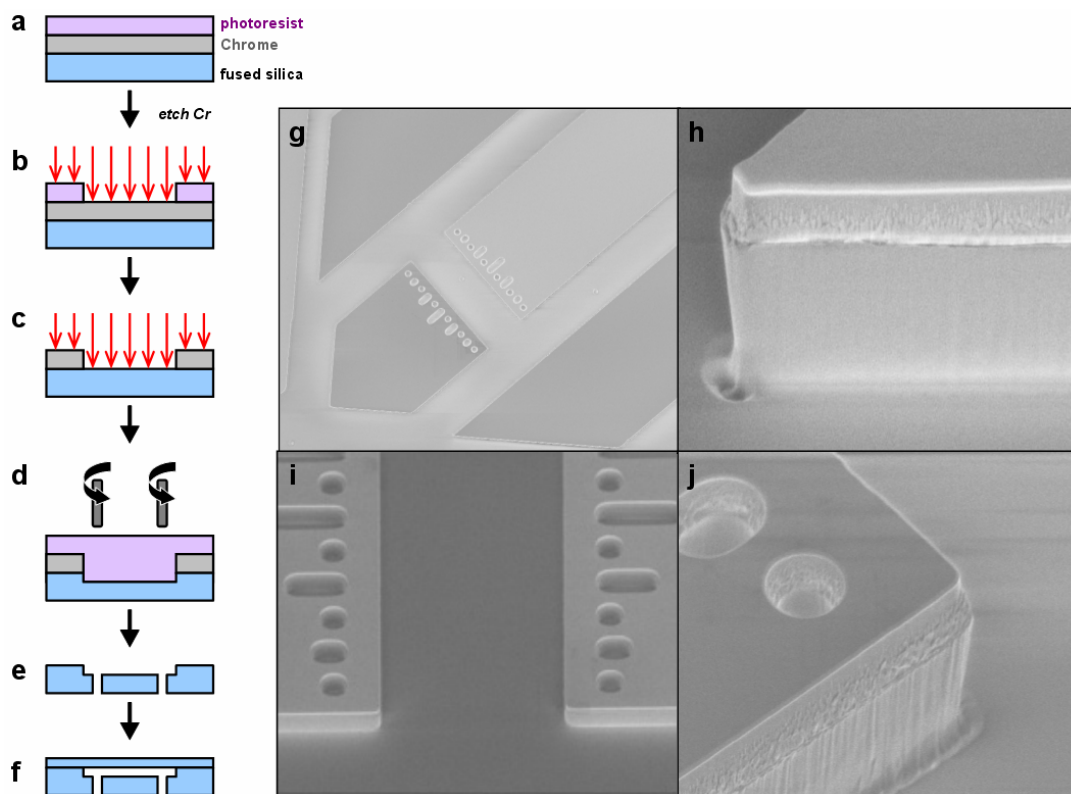 a
photoresist
Chrome
fused silica
etch Cr
b
c
d
e
f
g
h
i
j